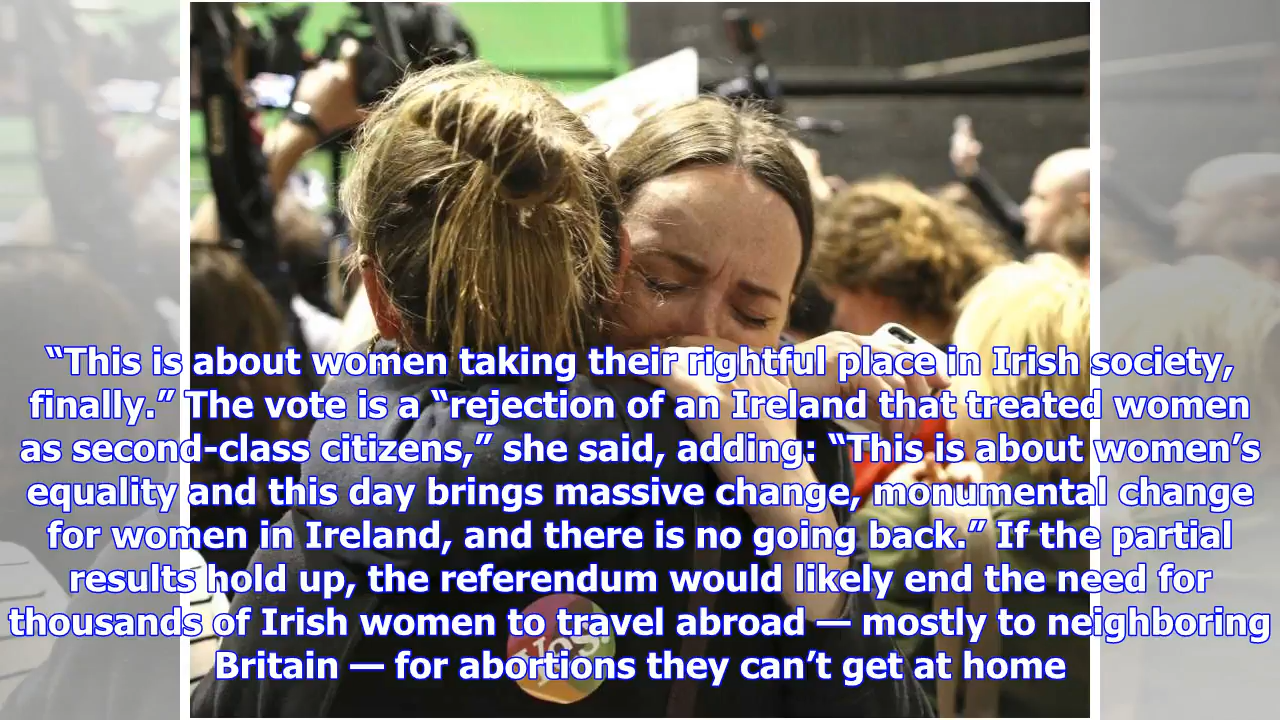 “This is about women taking their rightful place in Irish society,
finally.” The vote is a “rejection of an Ireland that treated women
as second-class citizens,” she said, adding: “This is about women’s
equality and this day brings massive change, monumental change
for women in Ireland, and there is no going back.” If the partial
results hold up, the referendum would likely end the need for
thousands of Irish women to travel abroad — mostly to neighboring
Britain — for abortions they can’t get at home
Yes